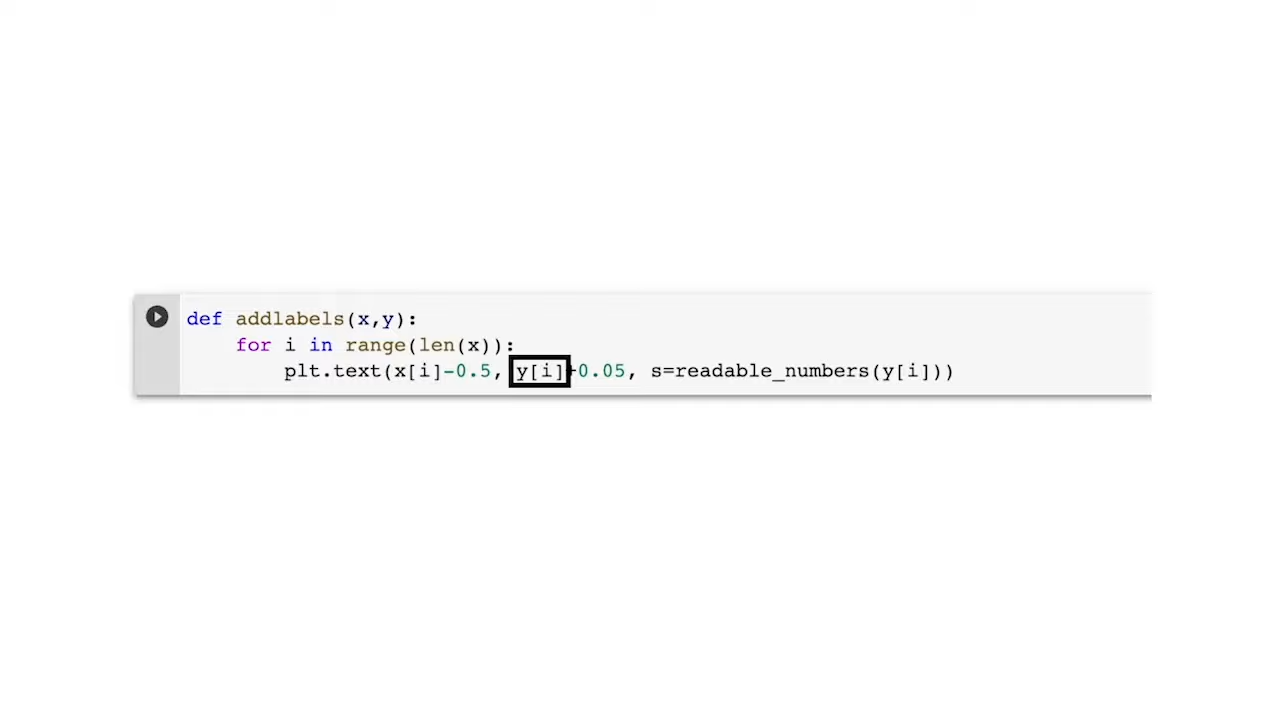 def addlabels(x,y):
for i in range(len(x)):
plt.text(x[i]-0.5, y[i]+0.05, s=readable_numbers(y[i]))